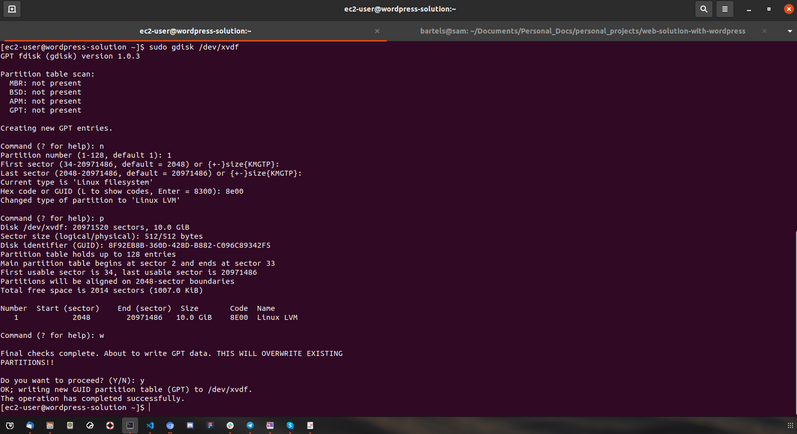 ec2-user@wordpress-solution:~
ec2-user@wordpress-solution:~
bartels@sam: ~/Documents/Personal_Docs/personal_projects/web-solution-with-wordpress
[ec2-user@wordpress-solution ~]$ sudo gdisk /dev/xvdf
GPT fdisk (gdisk) version 1.0.3
Partition table scan:
MBR: not present
BSD: not present
APM: not present
GPT: not present
Creating new GPT entries.
Command (? for help): n
Partition number (1-128, default 1): 1
First sector (34-20971486, default = 2048) or {+-}size{KMGTP}:
Last sector (2048-20971486, default = 20971486) or {+-}size{KMGTP}:
Current type is 'Linux filesystem'
Hex code or GUID (L to show codes, Enter = 8300): 8e00
Changed type of partition to 'Linux LVM'
Command (? for help): p
Disk /dev/xvdf: 20971520 sectors, 10.0 GiB
Sector size (logical/physical): 512/512 bytes
Disk identifier (GUID): 8F92EB8B-360D-428D-B882-C096C89342F5
Partition table holds up to 128 entries
Main partition table begins at sector 2 and ends at sector 33
First usable sector is 34, last usable sector is 20971486
Partitions will be aligned on 2048-sector boundaries
Total free space is 2014 sectors (1007.0 KiB)
Number  Start (sector)    End (sector)  Size       Code  Name
1            2048        20971486   10.0 GiB    8E00  Linux LVM
Command (? for help): w
Final checks complete. About to write GPT data. THIS WILL OVERWRITE EXISTING
PARTITIONS!!
Do you want to proceed? (Y/N): y
OK; writing new GUID partition table (GPT) to /dev/xvdf.
The operation has completed successfully.
[ec2-user@wordpress-solution ~]$